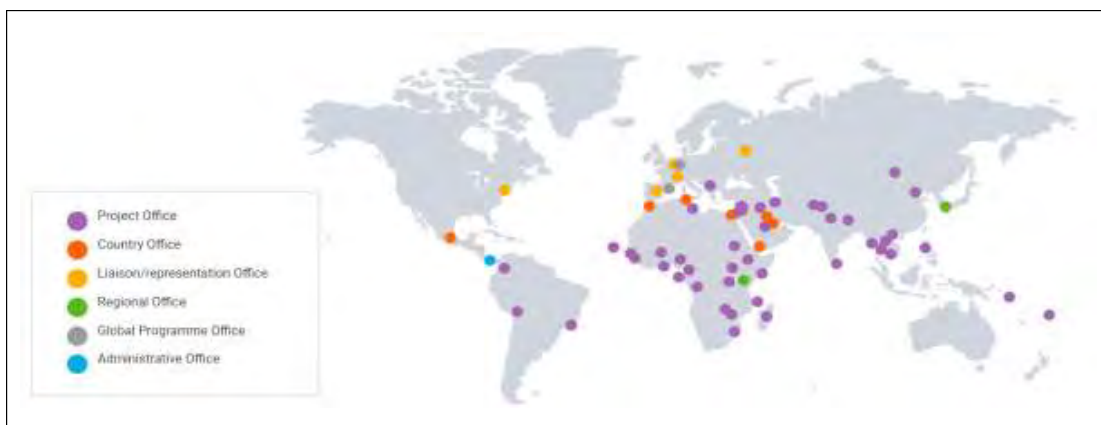 Project Office
Country Office
Liaison/representation Office
Regional Office
Global Programme Office
Administrative Office